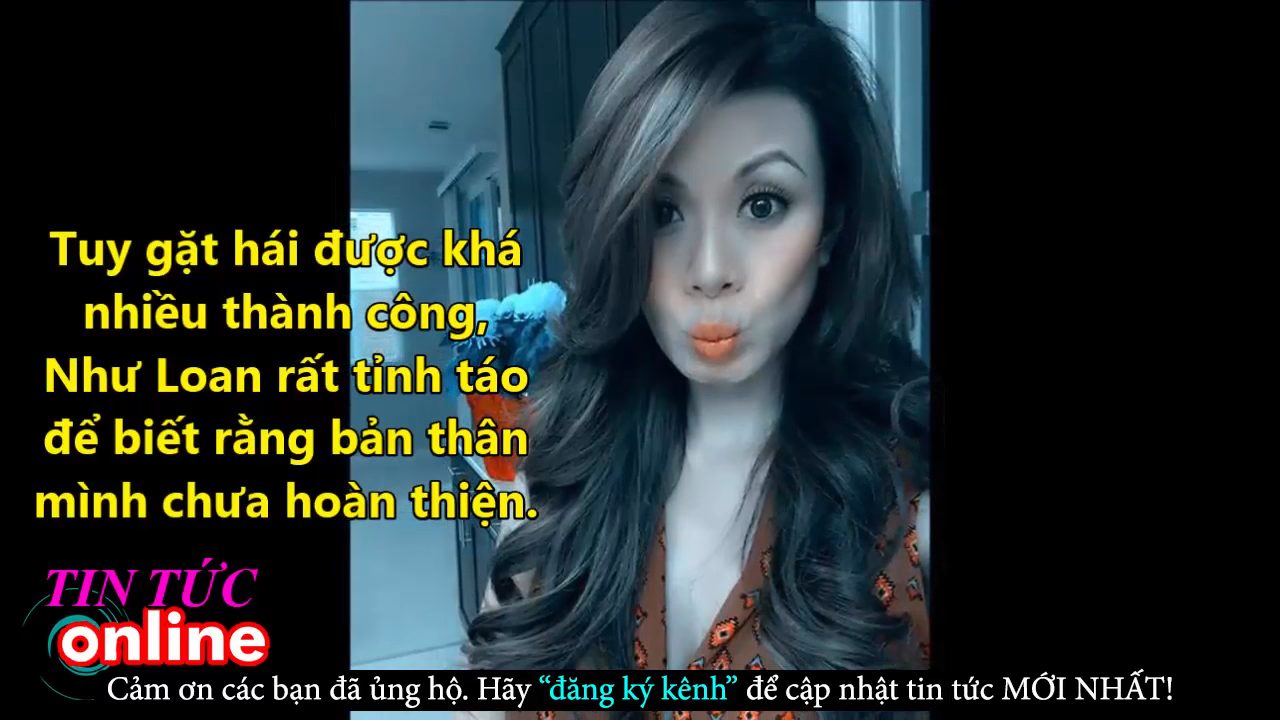 Tuy gặt hái được khá
nhiều thành công,
Như Loan rất tỉnh táo
để biết rằng bản thân
mình chưa hoàn thiện.
TIN TỨC
online
Cảm ơn các bạn đã ủng hộ. Hãy “đăng ký kênh” để cập nhật tin tức MỚI NHẤT!